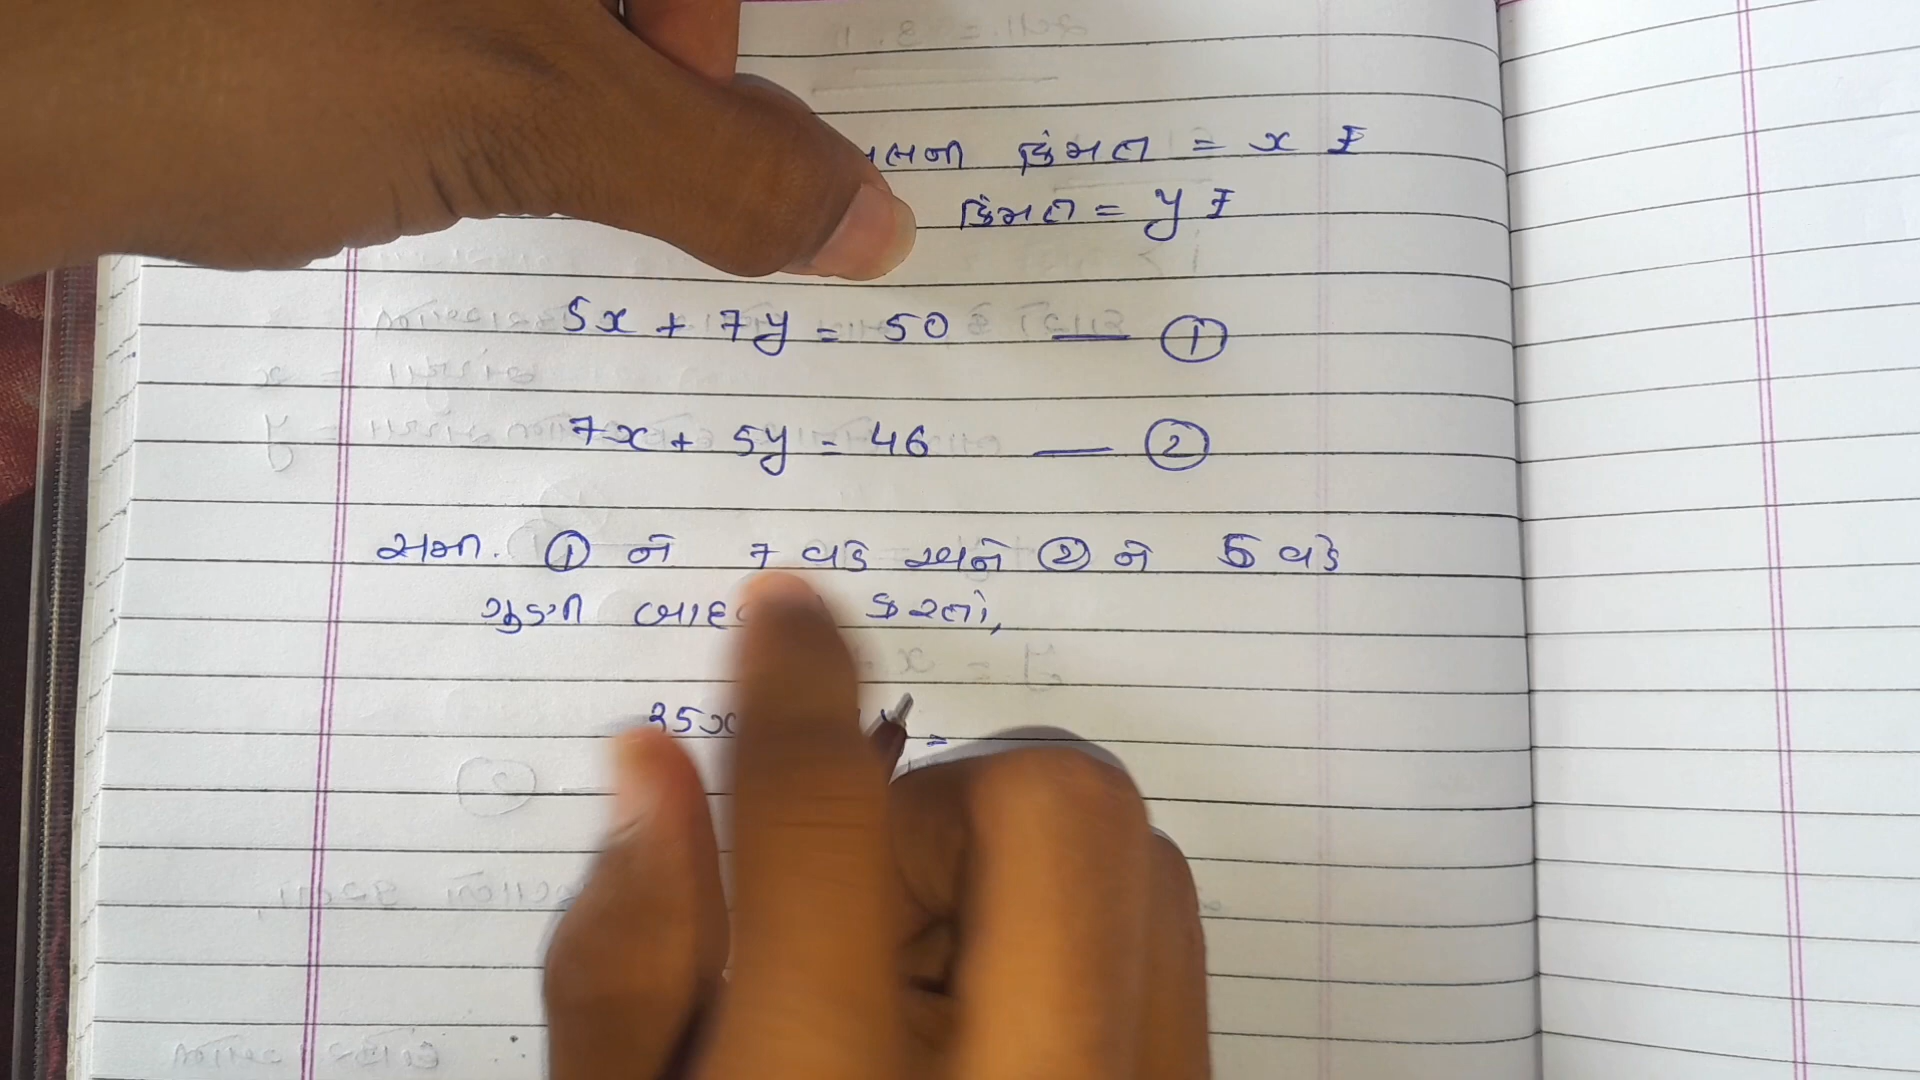 કિંમત = x ₹
કિંમત = y ₹
5x + 7y = 50 — ①
7x + 5y = 46 — ②
સમી. ① ને 7 વડે અને ② ને 5 વડે
ગુણી કરતાં,
35x =